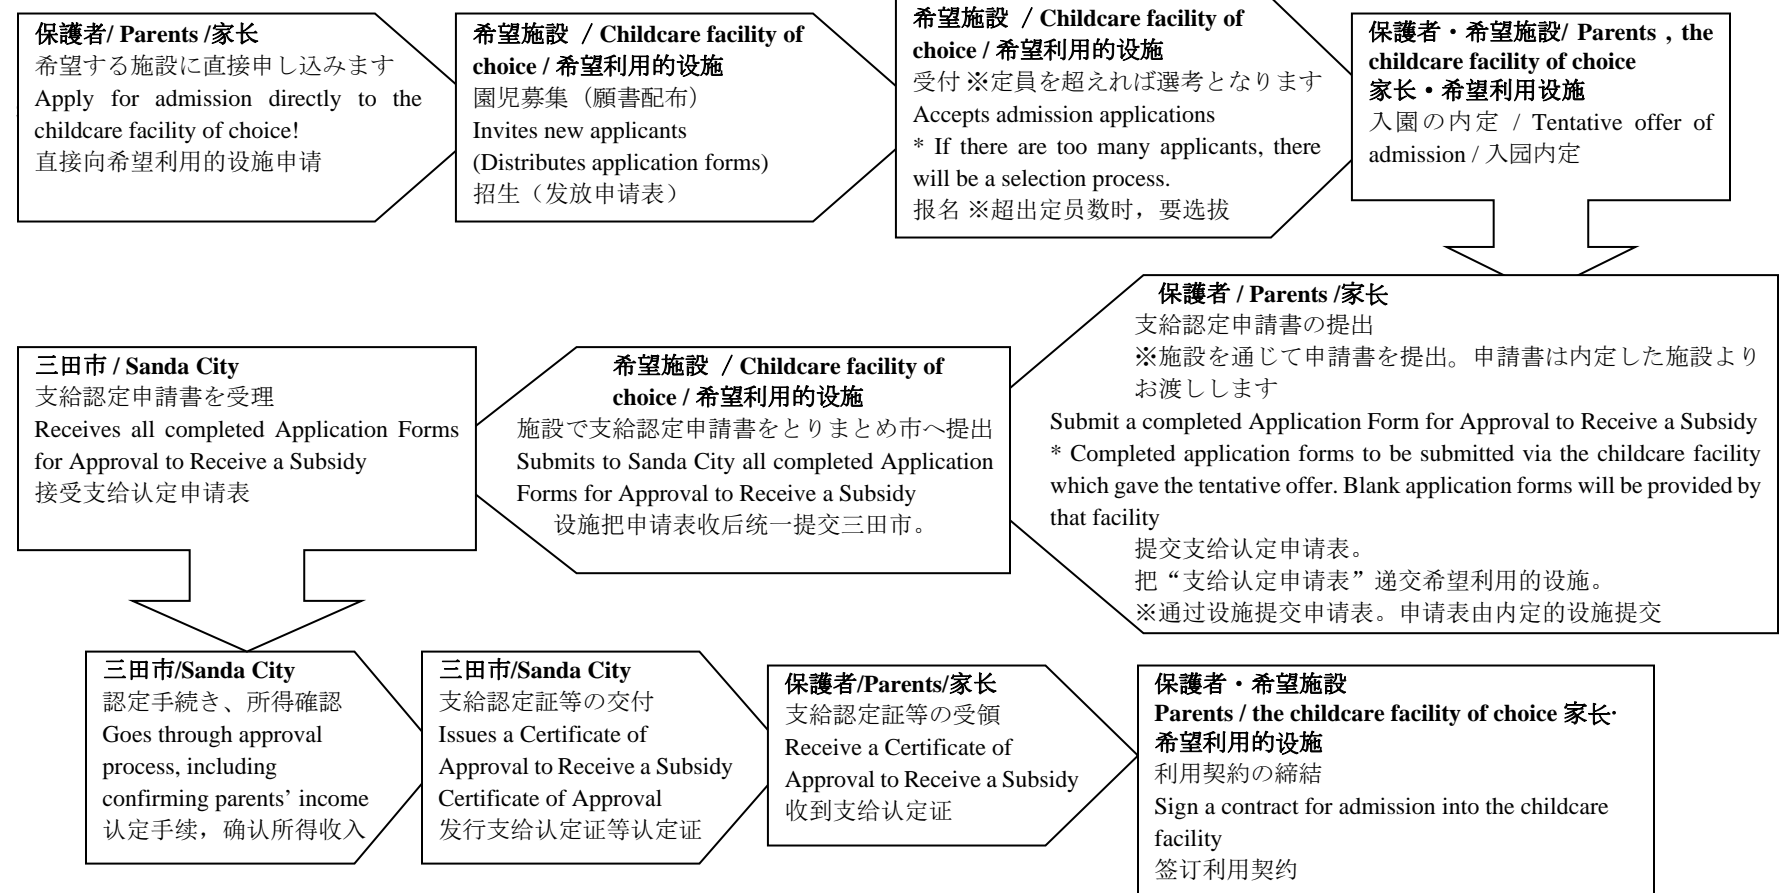 保護者/ Parents /家长
希望する施設に直接申し込みます
Apply for admission directly to the
childcare facility of choice!
直接向希望利用的设施申请
希望施設 ／Childcare facility of
choice / 希望利用的设施
園児募集（願書配布）
Invites new applicants
(Distributes application forms)
招生（发放申请表）
希望施設 ／Childcare facility of
choice / 希望利用的设施
受付 ※定員を超えれば選考となります
Accepts admission applications
* If there are too many applicants, there
will be a selection process.
报名 ※超出定员数时，要选拔
保護者・希望施設/ Parents , the
childcare facility of choice
家长・希望利用设施
入園の内定 / Tentative offer of
admission / 入园内定
保護者 / Parents /家长
支給認定申請書の提出
※施設を通じて申請書を提出。申請書は内定した施設より
お渡しします
Submit a completed Application Form for Approval to Receive a Subsidy
* Completed application forms to be submitted via the childcare facility
which gave the tentative offer. Blank application forms will be provided by
that facility
提交支给认定申请表。
把“支给认定申请表”递交希望利用的设施。
※通过设施提交申请表。申请表由内定的设施提交
希望施設 ／Childcare facility of
choice / 希望利用的设施
施設で支給認定申請書をとりまとめ市へ提出
Submits to Sanda City all completed Application
Forms for Approval to Receive a Subsidy
设施把申请表收后统一提交三田市。
三田市 / Sanda City
支給認定申請書を受理
Receives all completed Application Forms
for Approval to Receive a Subsidy
接受支给认定申请表
三田市/Sanda City
認定手続き、所得確認
Goes through approval
process, including
confirming parents’ income
认定手续，确认所得收入
三田市/Sanda City
支給認定証等の交付
Issues a Certificate of
Approval to Receive a Subsidy
Certificate of Approval
发行支给认定证等认定证
保護者/Parents/家长
支給認定証等の受領
Receive a Certificate of
Approval to Receive a Subsidy
收到支给认定证
保護者・希望施設
Parents / the childcare facility of choice 家长·
希望利用的设施
利用契約の締結
Sign a contract for admission into the childcare
facility
签订利用契约